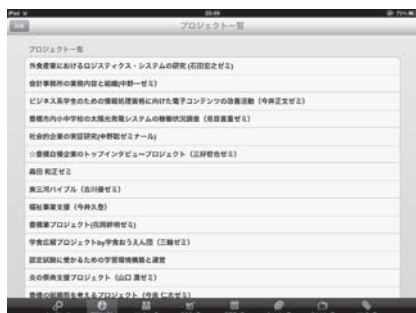 iPad
23:49
75%
プロジェクト一覧
プロジェクト一覧
外食産業におけるロジスティクス・システムの研究(石田宏之ゼミ)
会計事務所の業務内容と組織(中野一ゼミ)
ビジネス系学生のための情報処理資格に向けた電子コンテンツの改善活動(今井正文ゼミ)
豊橋市内小中学校の太陽光発電システムの稼働状況調査(見目喜重ゼミ)
社会的企業の実証研究(中野聡ゼミナール)
☆豊橋自慢企業のトップインタビュープロジェクト(三好哲也ゼミ)
森田 和正ゼミ
東三河バイブル(古川優ゼミ)
福祉事業支援(今井久登)
豊橋筆プロジェクト(花岡幹明ゼミ)
学食広報プロジェクトby学食おうえん団(三輪ゼミ)
認定試験に受かるための学習環境構築と運営
炎の祭典支援プロジェクト(山口 満ゼミ)